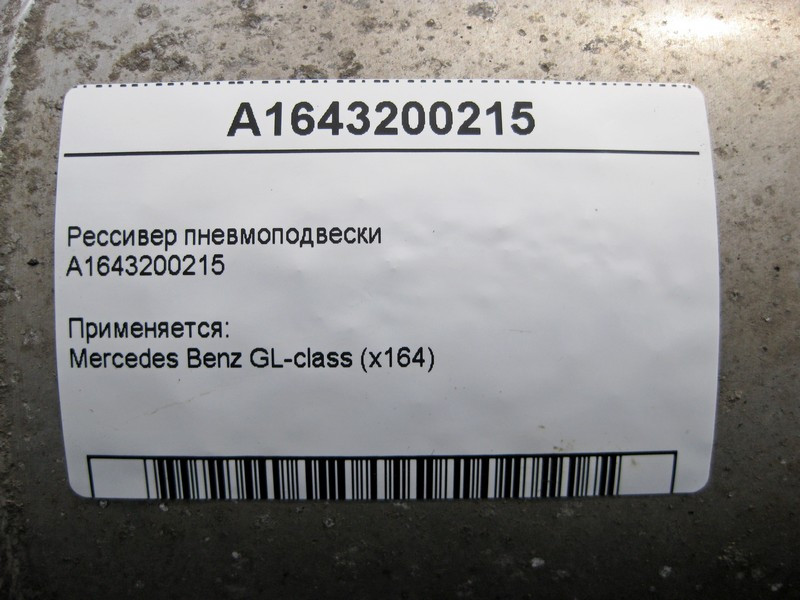 A1643200215
Рессивер пневмоподвески
A1643200215
Применяется:
Mercedes Benz GL-class (x164)